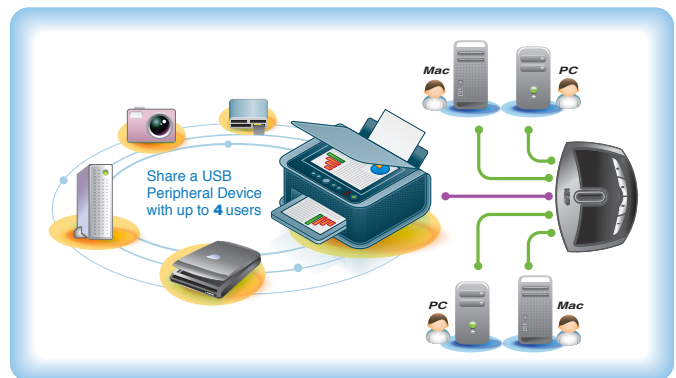 Mac
PC
Share a USB
Peripheral Device
with up to 4 users
PC
Mac